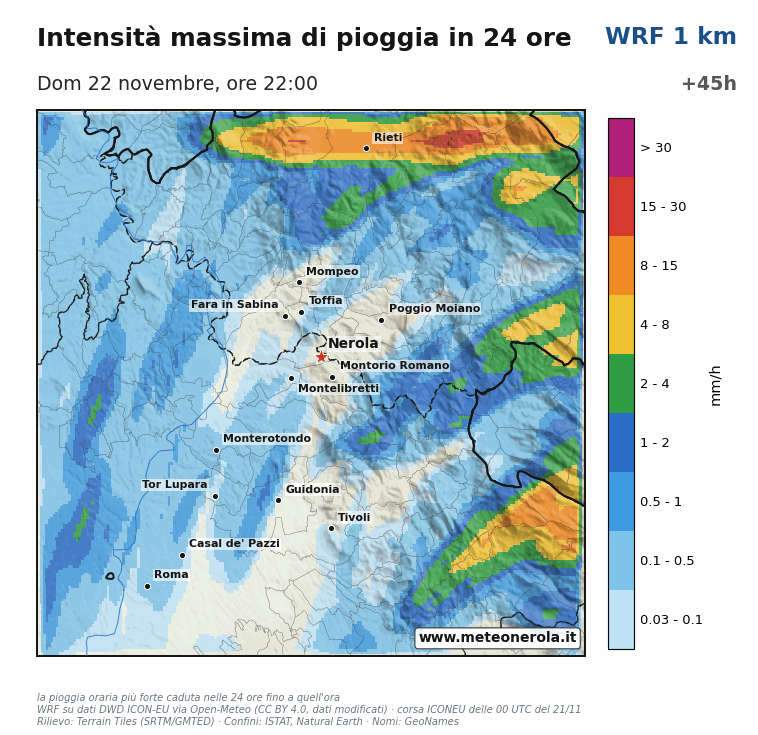 Intensità massima di pioggia in 24 ore
WRF 1 km
Dom 22 novembre, ore 22:00
+45h
Rieti
Mompeo
Fara in Sabina
Toffia
Poggio Moiano
Nerola
Montorio Romano
Montelibretti
Monterotondo
Tor Lupara
Guidonia
Tivoli
Casal de' Pazzi
Roma
www.meteonerola.it
> 30
15 - 30
8 - 15
4 - 8
2 - 4
1 - 2
0.5 - 1
0.1 - 0.5
0.03 - 0.1
mm/h
la pioggia oraria più forte caduta nelle 24 ore fino a quell'ora
WRF su dati DWD ICON-EU via Open-Meteo (CC BY 4.0, dati modificati) · corsa ICONEU delle 00 UTC del 21/11
Rilievo: Terrain Tiles (SRTM/GMTED) · Confini: ISTAT, Natural Earth · Nomi: GeoNames